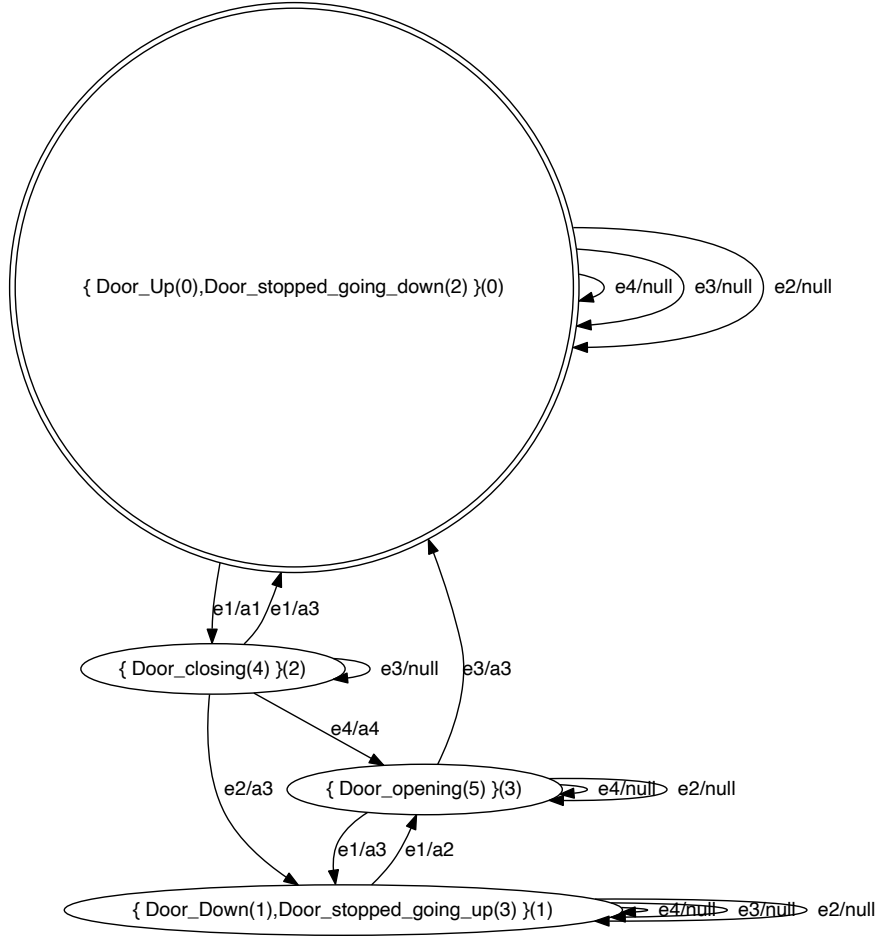 { Door_Up(0),Door_stopped_going_down(2) }(0)
e4/null
e3/null
e2/null
e1/a1
e1/a3
{ Door_closing(4) }(2)
e3/null
e3/a3
e4/a4
e2/a3
{ Door_opening(5) }(3)
e4/null
e2/null
e1/a3
e1/a2
{ Door_Down(1),Door_stopped_going_up(3) }(1)
e4/null
e3/null
e2/null